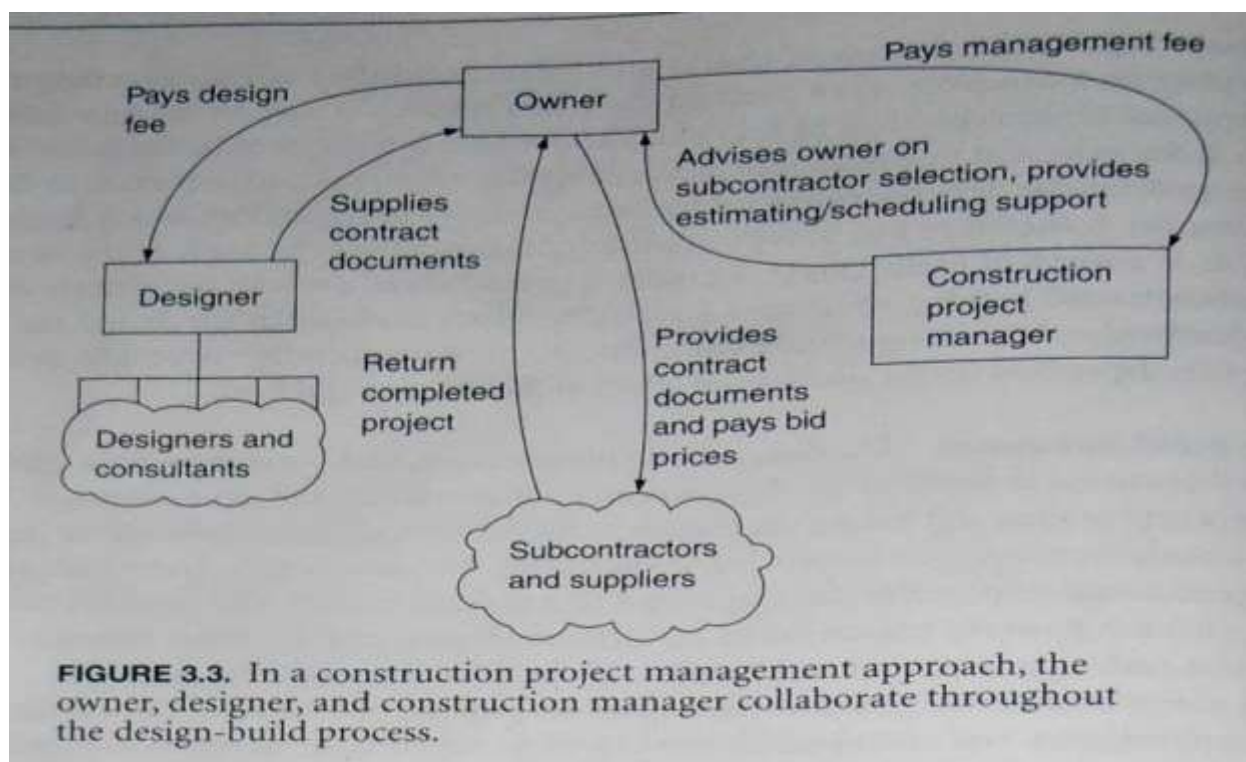 Pays management fee
Owner
Pays design
fee
Advises owner on
subcontractor selection, provides
estimating/scheduling support
Supplies
contract
documents
Designer
Construction
project
manager
Provides
contract
documents
and pays bid
prices
Return
completed
project
Designers and
consultants
Subcontractors
and suppliers
FIGURE 3.3. In a construction project management approach, the
owner, designer, and construction manager collaborate throughout
the design-build process.